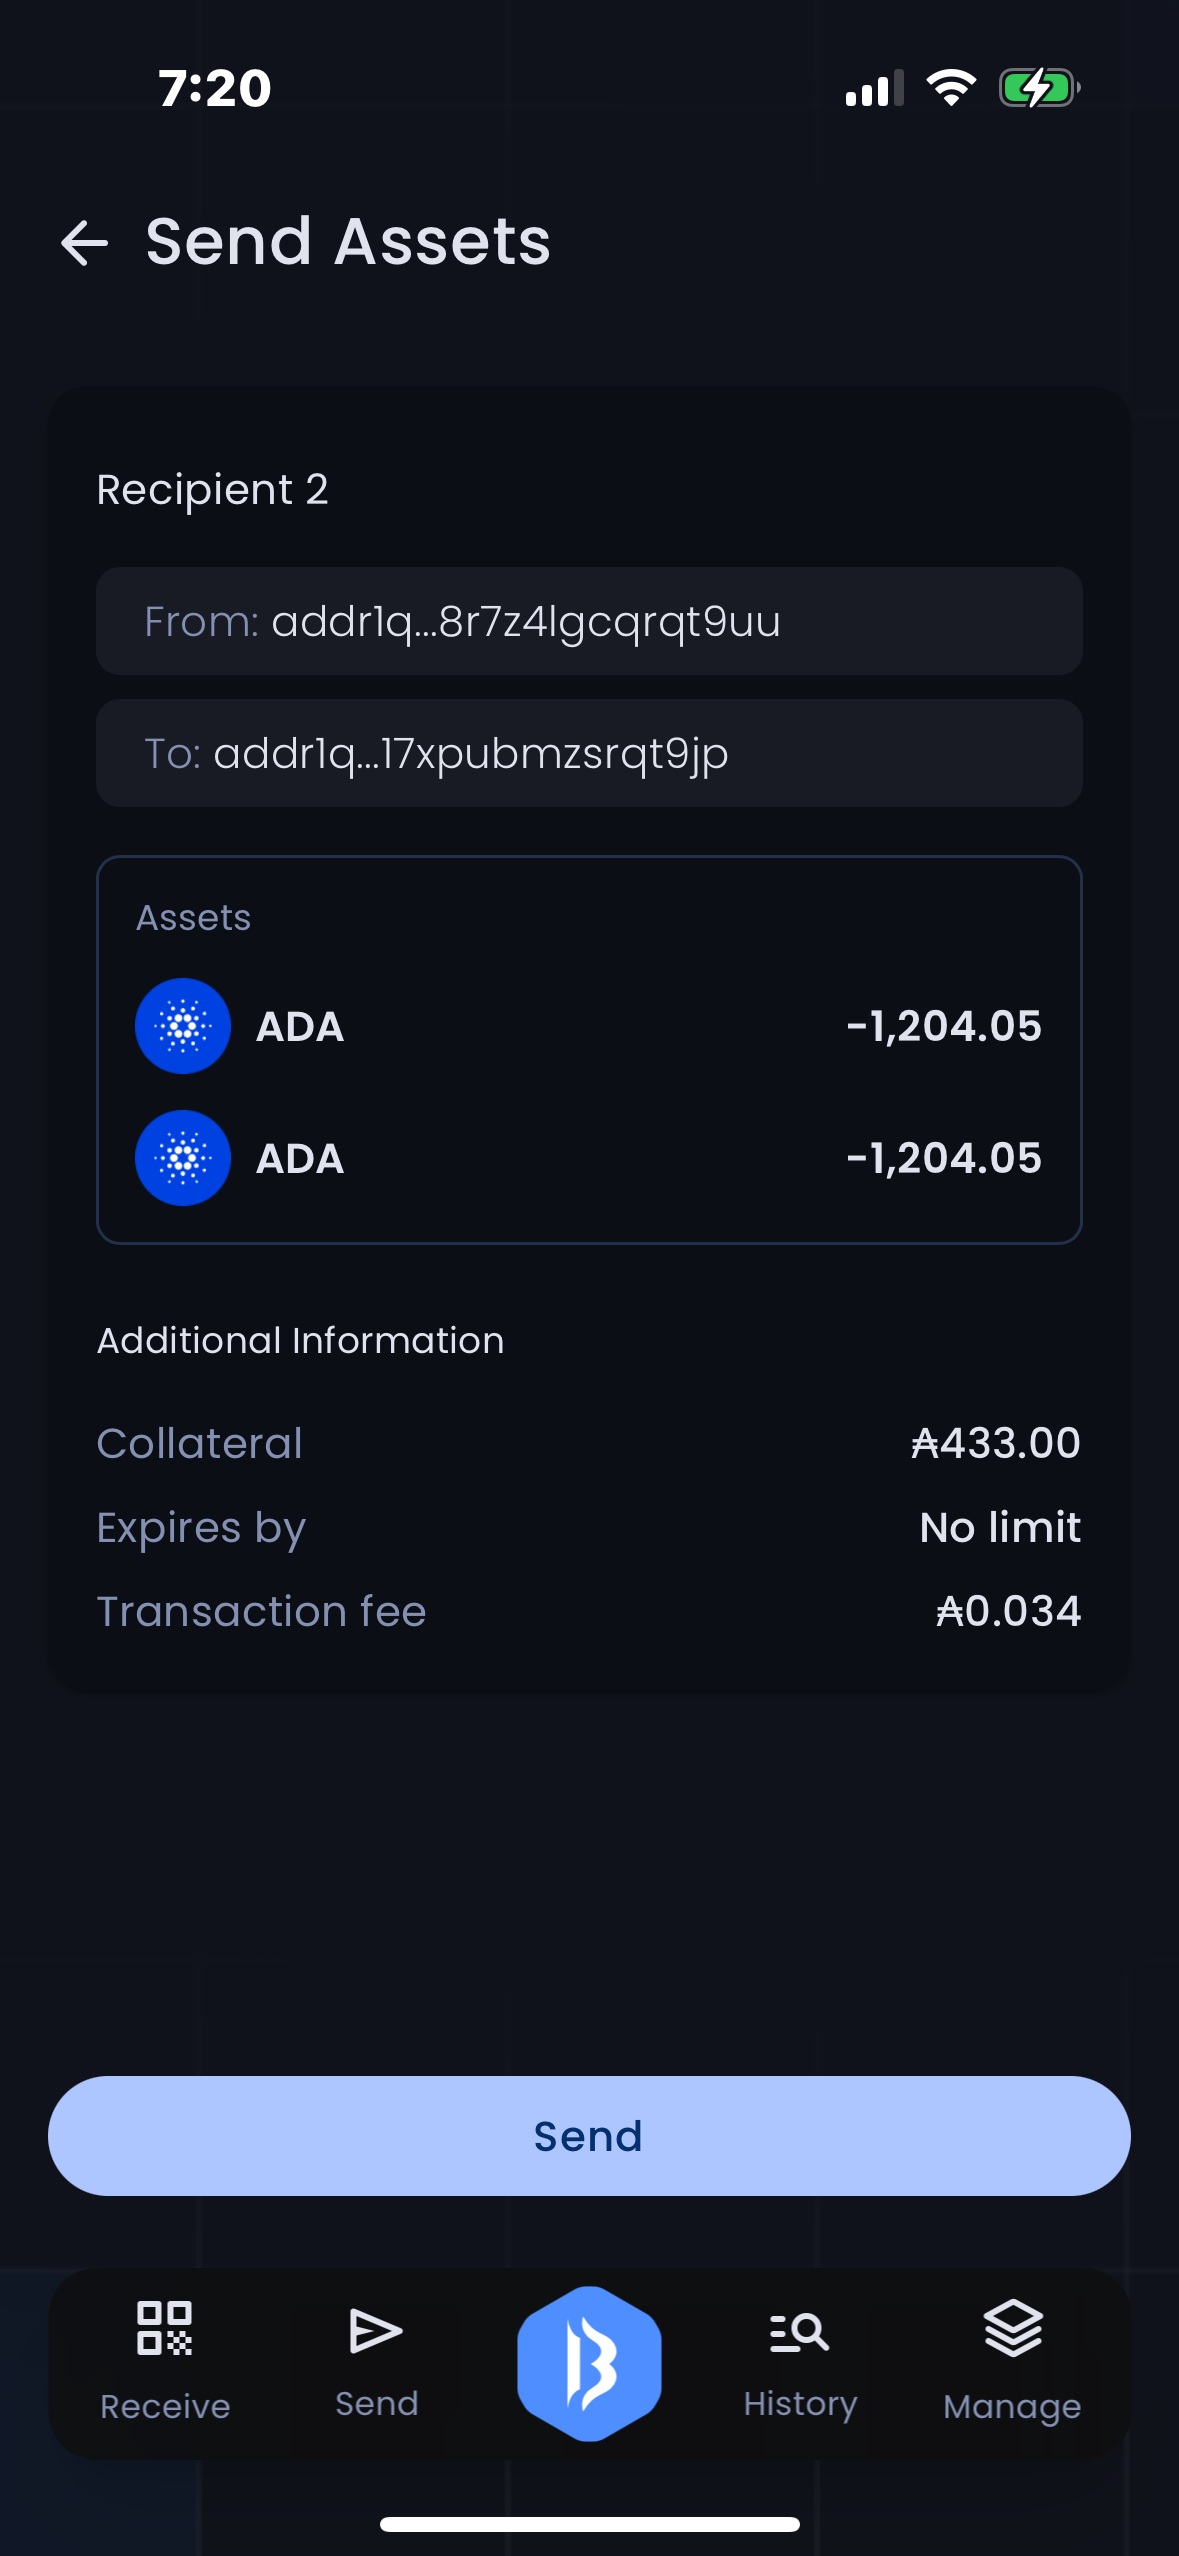 7:20
Send Assets
Recipient 2
From: addr1q...8r7z4lgcqrqt9uu
To: addr1q...17xpubmzsrqt9jp
Assets
ADA -1,204.05
ADA -1,204.05
Additional Information
Collateral ₳433.00
Expires by No limit
Transaction fee ₳0.034
Send
Receive Send History Manage